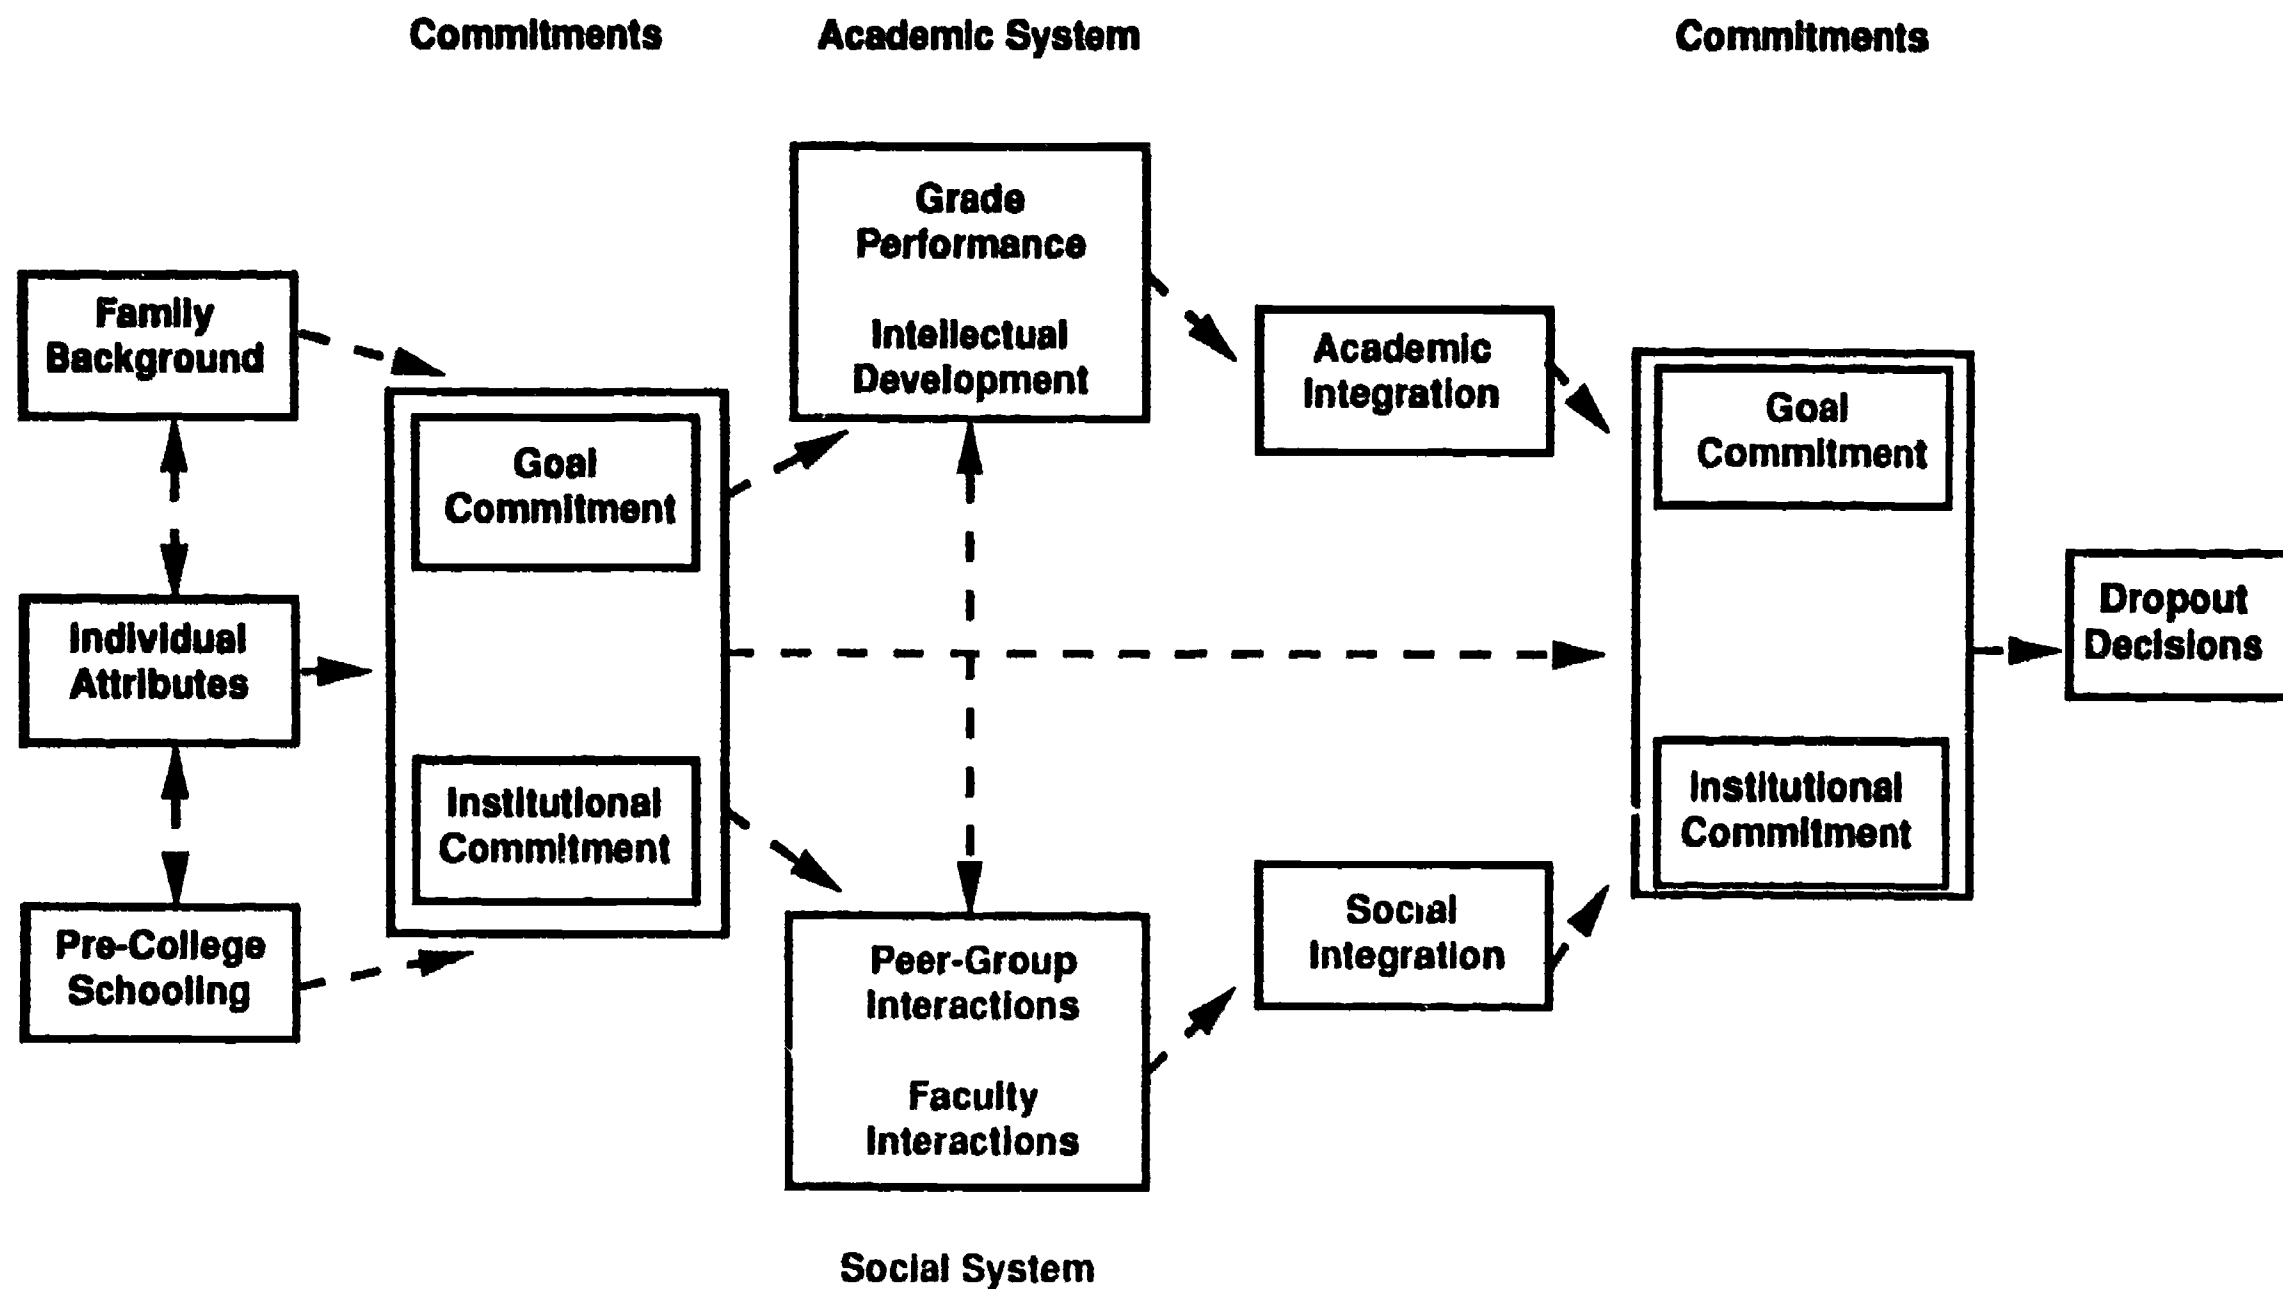 Commitments
Academic System
Commitments
Family
Background
Individual
Attributes
Pre-College
Schooling
Goal
Commitment
Institutional
Commitment
Grade
Performance
Intellectual
Development
Peer-Group
Interactions
Faculty
Interactions
Social System
Academic
Integration
Social
Integration
Goal
Commitment
Institutional
Commitment
Dropout
Decisions